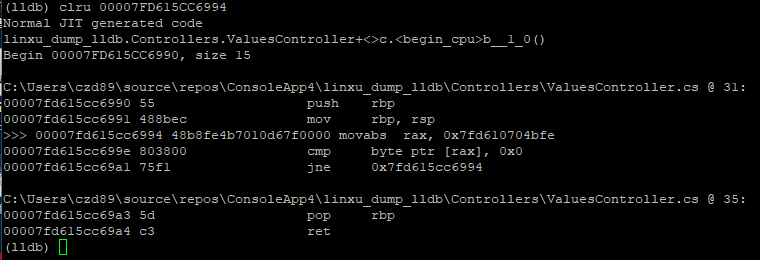 (lldb) clru 00007FD615CC6994
Normal JIT generated code
linxu_dump_lldb.Controllers.ValuesController+<>c.<begin_cpu>b__1_0()
Begin 00007FD615CC6990, size 15
C:\Users\czd89\source\repos\ConsoleApp4\linxu_dump_lldb\Controllers\ValuesController.cs @ 31:
00007fd615cc6990 55 push rbp
00007fd615cc6991 488bec mov rbp, rsp
>>> 00007fd615cc6994 48b8fe4b7010d67f0000 movabs rax, 0x7fd610704bfe
00007fd615cc699e 803800 cmp byte ptr [rax], 0x0
00007fd615cc69a1 75f1 jne 0x7fd615cc6994
C:\Users\czd89\source\repos\ConsoleApp4\linxu_dump_lldb\Controllers\ValuesController.cs @ 35:
00007fd615cc69a3 5d pop rbp
00007fd615cc69a4 c3 ret
(lldb)